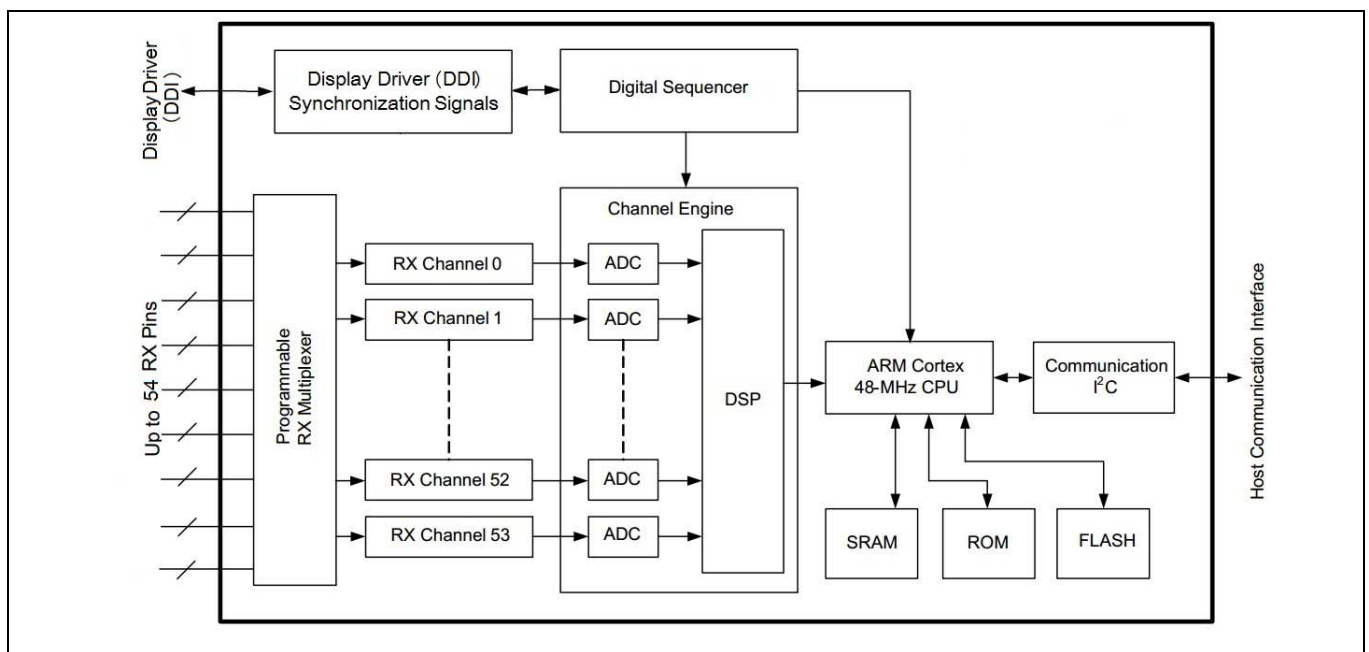 Display Driver
(DDI)
Display Driver (DDI)
Synchronization Signals
Digital Sequencer
Up to 54 RX Pins
Programmable
RX Multiplexer
Channel Engine
RX Channel 0
ADC
RX Channel 1
ADC
RX Channel 52
ADC
RX Channel 53
ADC
DSP
ARM Cortex
48-MHz CPU
Communication
I²C
Host Communication Interface
SRAM
ROM
FLASH